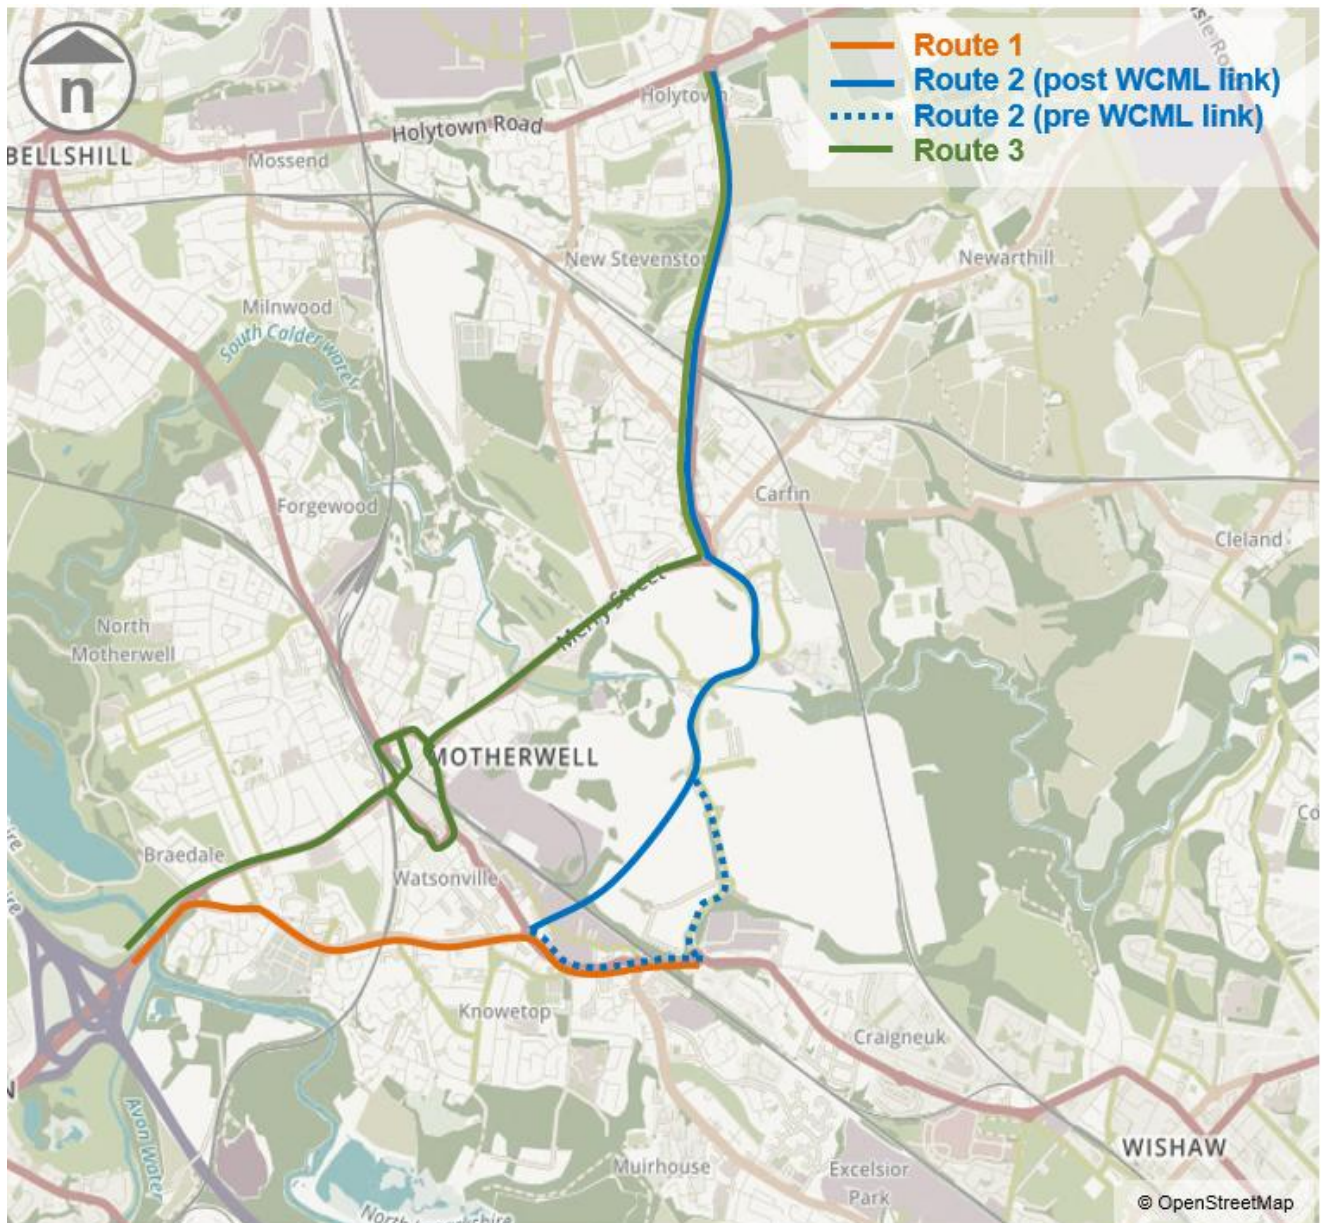 n
Route 1
Route 2 (post WCML link)
Route 2 (pre WCML link)
Route 3
Holytown
Holytown Road
BELLSHILL
Mossend
New Stevenston
Newarthill
Milnwood
South Calder water
Carfin
Forgewood
Cleland
Merry Street
North
Motherwell
MOTHERWELL
Braedale
Watsonville
Knowetop
Craigneuk
Avon Water
WISHAW
Muirhouse
Excelsior
Park
© OpenStreetMap